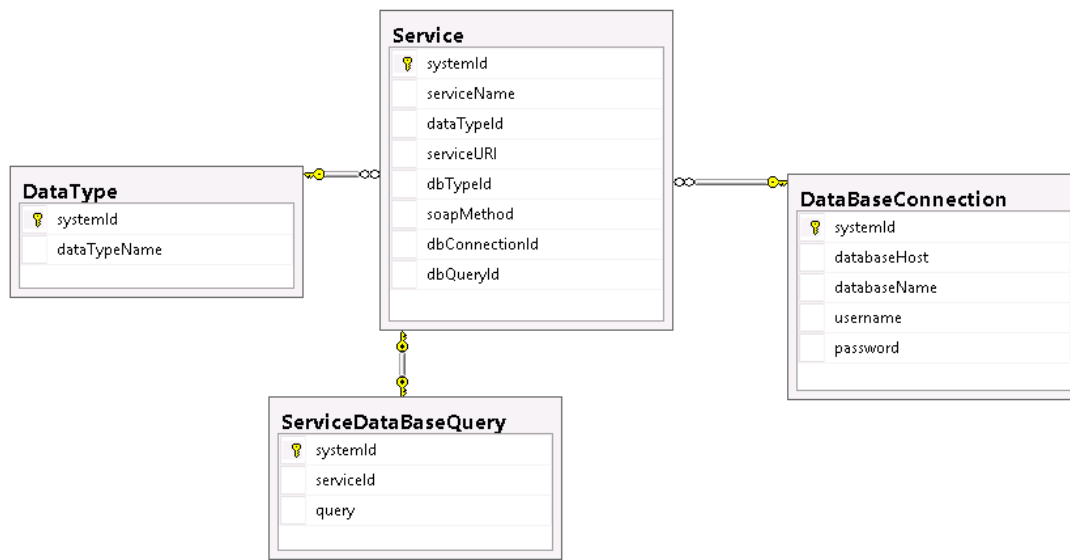 Service
systemId
serviceName
dataTypeId
serviceURI
dbTypeId
soapMethod
dbConnectionId
dbQueryId
DataType
systemId
dataTypeName
DataBaseConnection
systemId
databaseHost
databaseName
username
password
ServiceDataBaseQuery
systemId
serviceId
query